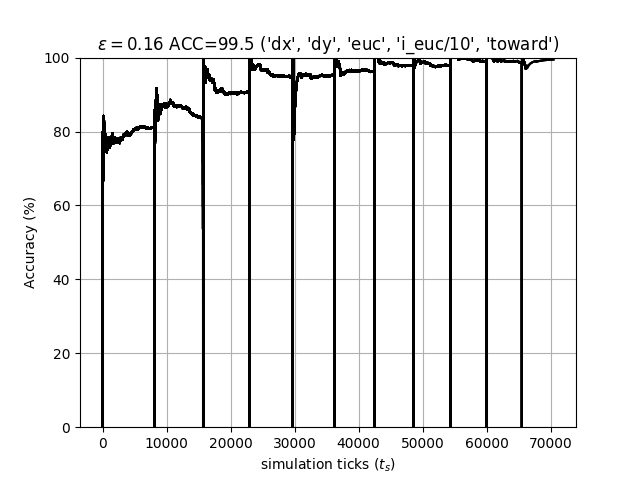 ε = 0.16 ACC=99.5 ('dx', 'dy', 'euc', 'i_euc/10', 'toward')
100
80
60
40
20
0
Accuracy (%)
0 10000 20000 30000 40000 50000 60000 70000
simulation ticks (tₛ)